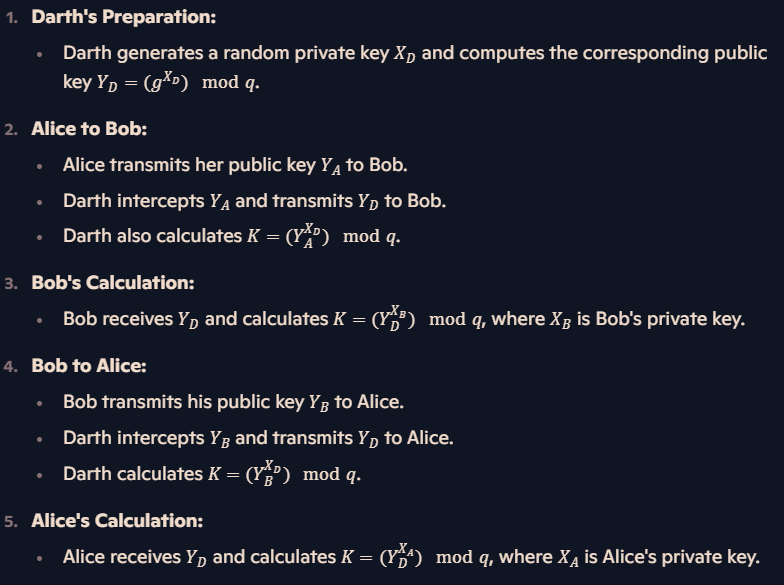 1. Darth's Preparation:
• Darth generates a random private key X_D and computes the corresponding public
key Y_D = (g^{X_D}) mod q.
2. Alice to Bob:
• Alice transmits her public key Y_A to Bob.
• Darth intercepts Y_A and transmits Y_D to Bob.
• Darth also calculates K = (Y_A^{X_D}) mod q.
3. Bob's Calculation:
• Bob receives Y_D and calculates K = (Y_D^{X_B}) mod q, where X_B is Bob's private key.
4. Bob to Alice:
• Bob transmits his public key Y_B to Alice.
• Darth intercepts Y_B and transmits Y_D to Alice.
• Darth calculates K = (Y_B^{X_D}) mod q.
5. Alice's Calculation:
• Alice receives Y_D and calculates K = (Y_D^{X_A}) mod q, where X_A is Alice's private key.